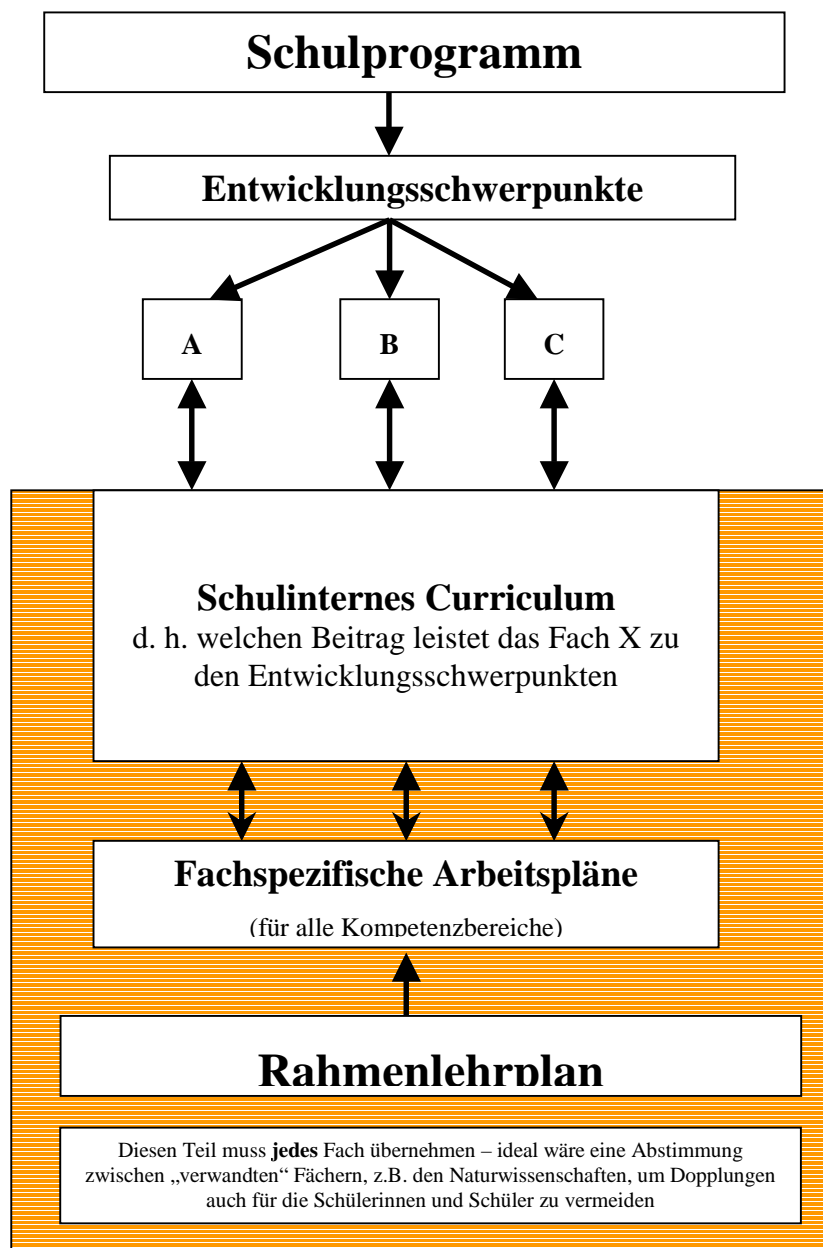 Schulprogramm
Entwicklungsschwerpunkte
A B C
Schulinternes Curriculum
d. h. welchen Beitrag leistet das Fach X zu
den Entwicklungsschwerpunkten
Fachspezifische Arbeitspläne
(für alle Kompetenzbereiche)
Rahmenlehrplan
Diesen Teil muss jedes Fach übernehmen – ideal wäre eine Abstimmung
zwischen „verwandten“ Fächern, z.B. den Naturwissenschaften, um Dopplungen
auch für die Schülerinnen und Schüler zu vermeiden